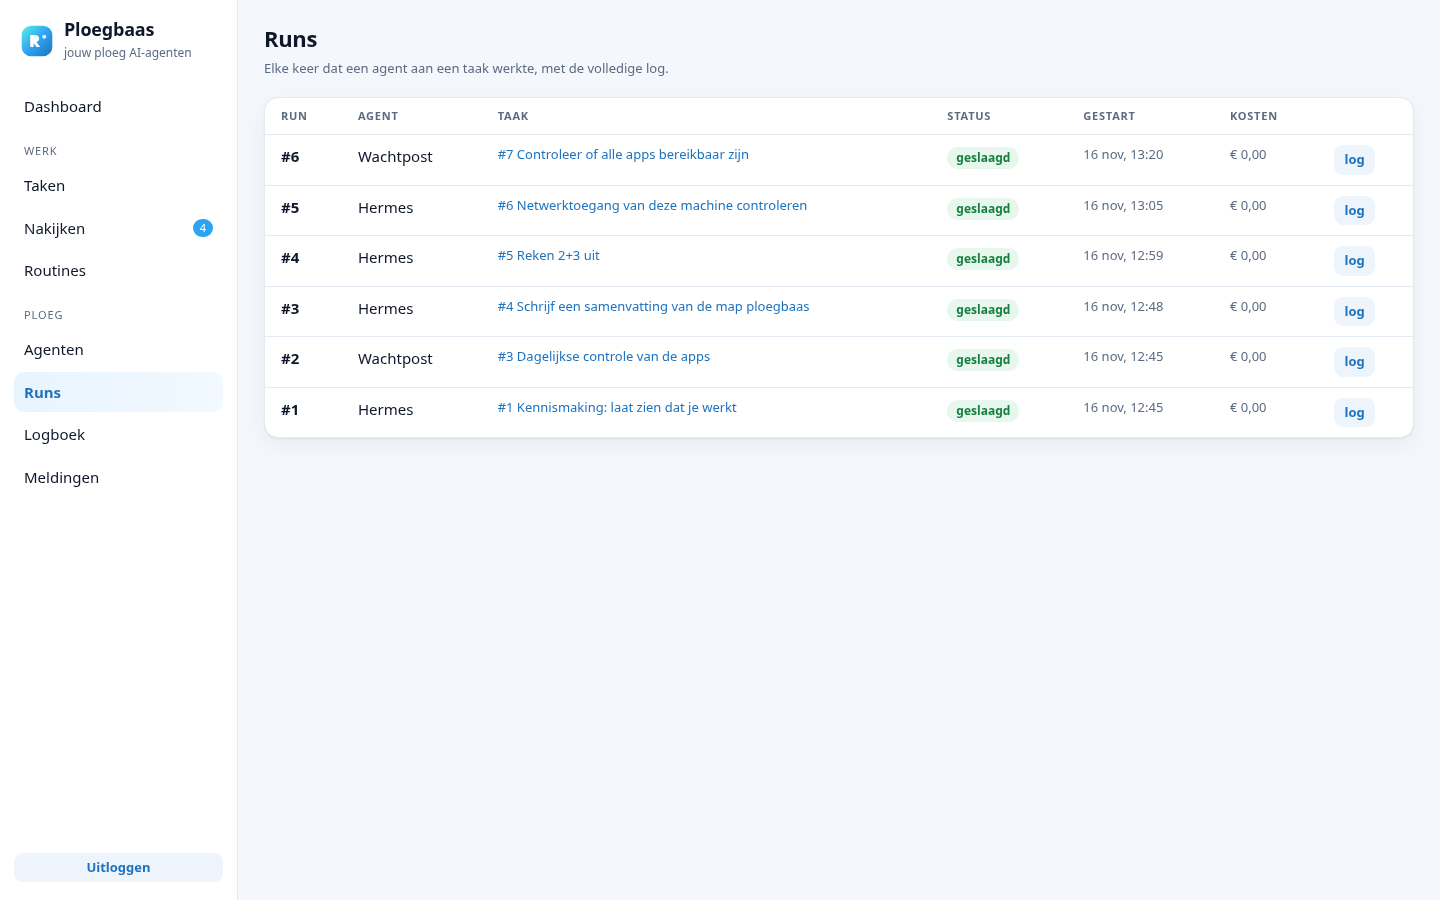 Ploegbaas
jouw ploeg AI-agenten
Dashboard
WERK
Taken
Nakijken 4
Routines
PLOEG
Agenten
Runs
Logboek
Meldingen
Uitloggen
Runs
Elke keer dat een agent aan een taak werkte, met de volledige log.
RUN AGENT TAAK STATUS GESTART KOSTEN
#6 Wachtpost #7 Controleer of alle apps bereikbaar zijn geslaagd 16 nov, 13:20 € 0,00 log
#5 Hermes #6 Netwerktoegang van deze machine controleren geslaagd 16 nov, 13:05 € 0,00 log
#4 Hermes #5 Reken 2+3 uit geslaagd 16 nov, 12:59 € 0,00 log
#3 Hermes #4 Schrijf een samenvatting van de map ploegbaas geslaagd 16 nov, 12:48 € 0,00 log
#2 Wachtpost #3 Dagelijkse controle van de apps geslaagd 16 nov, 12:45 € 0,00 log
#1 Hermes #1 Kennismaking: laat zien dat je werkt geslaagd 16 nov, 12:45 € 0,00 log